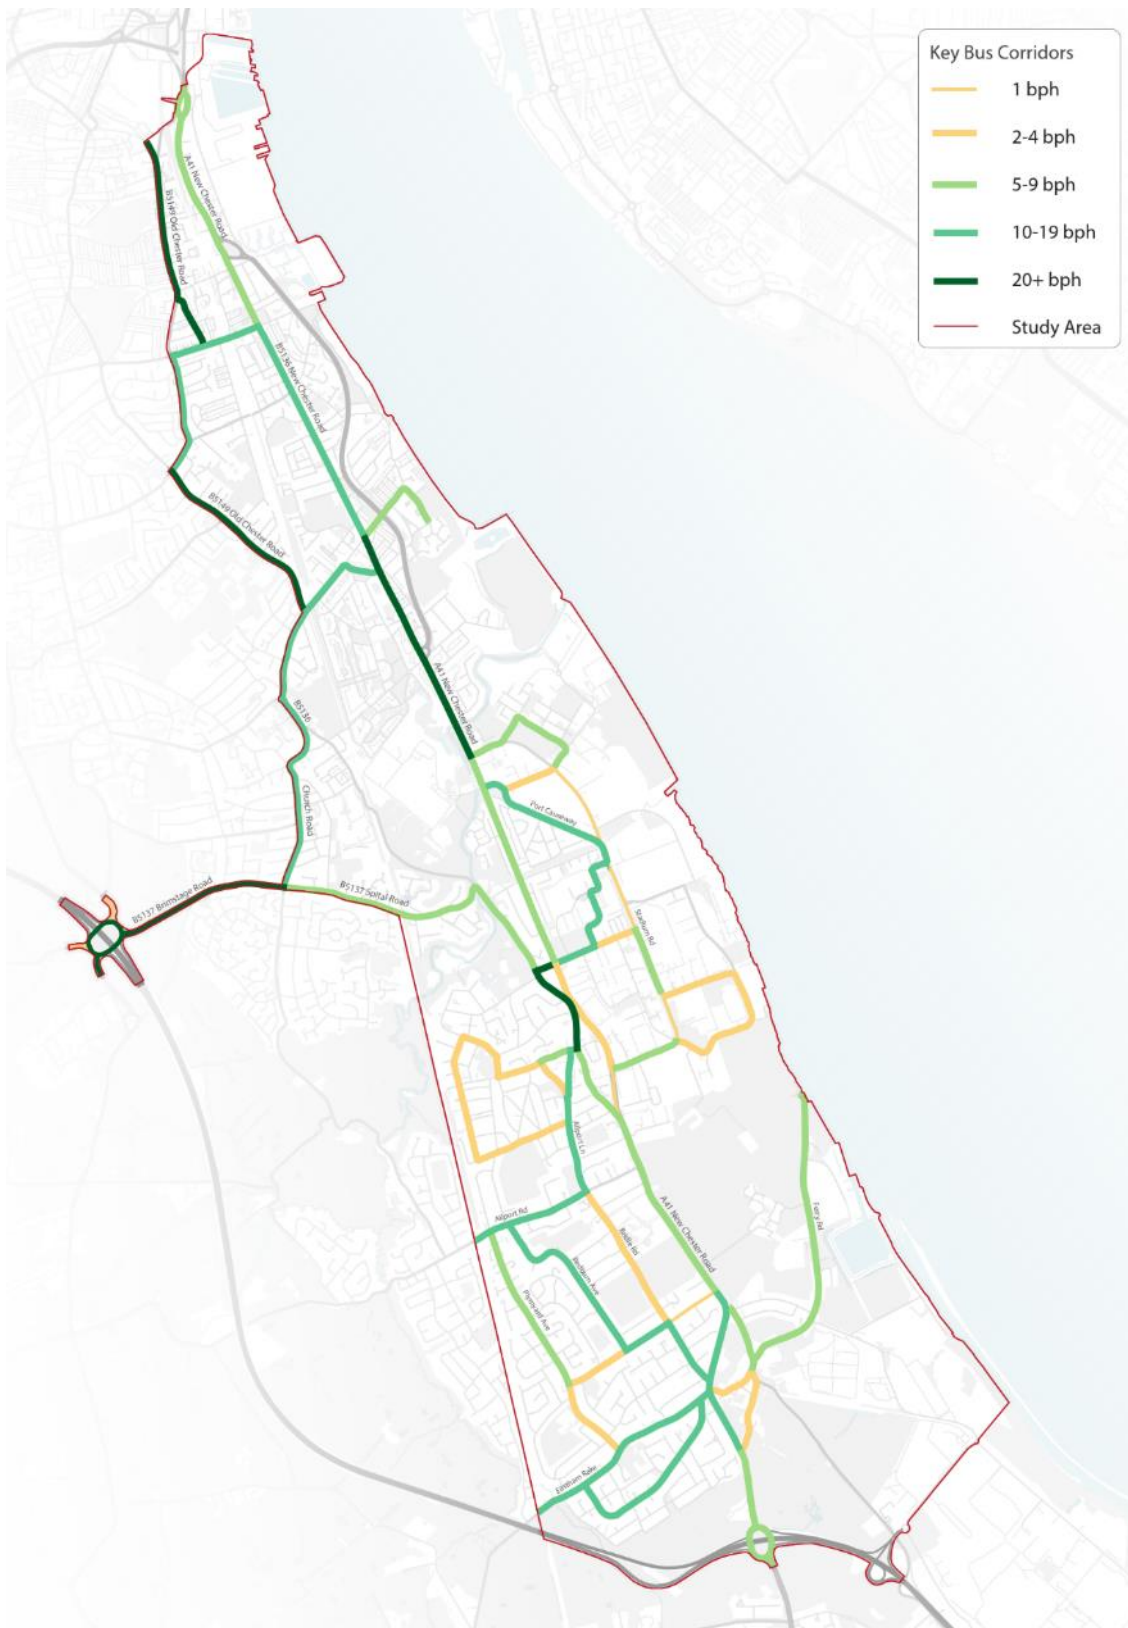 Key Bus Corridors
1 bph
2-4 bph
5-9 bph
10-19 bph
20+ bph
Study Area
A41 New Chester Road
B5149 Old Chester Road
B5136 New Chester Road
B5149 Old Chester Road
A41 New Chester Road
B5136
Church Road
Port Causeway
B5137 Brimstage Road
B5137 Spital Road
Stadium Rd
Allport Ln
Allport Rd
A41 New Chester Road
Ferry Rd
Bridle Rd
Plymyard Ave
Eastham Rake